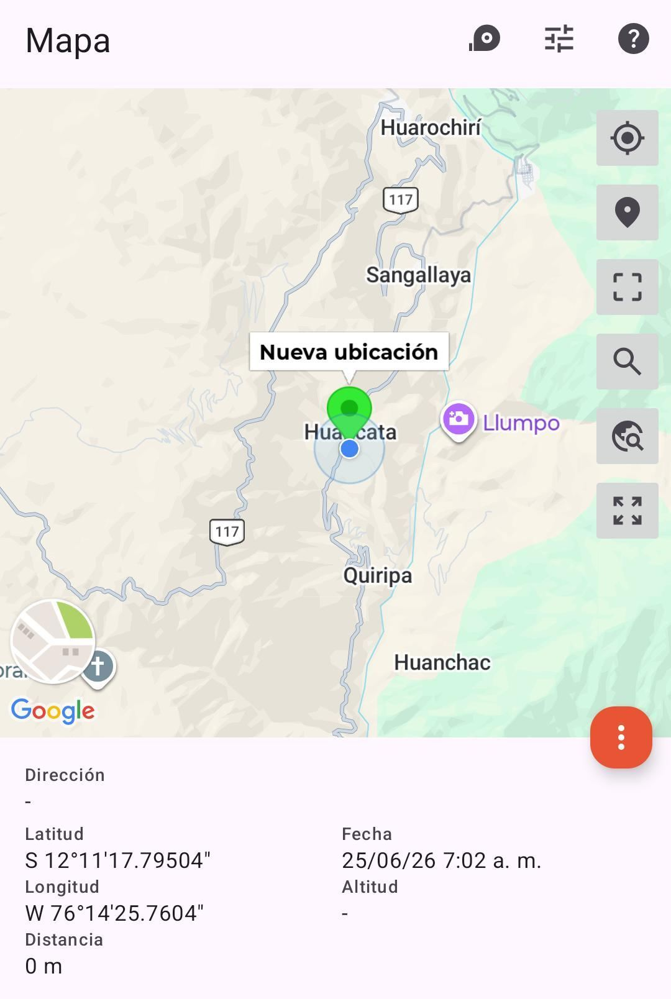 Mapa
Huarochirí
117
Sangallaya
Nueva ubicación
Llumpo
117
Quiripa
Huanchac
Google
Dirección
-
Latitud
S 12°11'17.79504"
Fecha
25/06/26 7:02 a. m.
Longitud
W 76°14'25.7604"
Altitud
-
Distancia
0 m